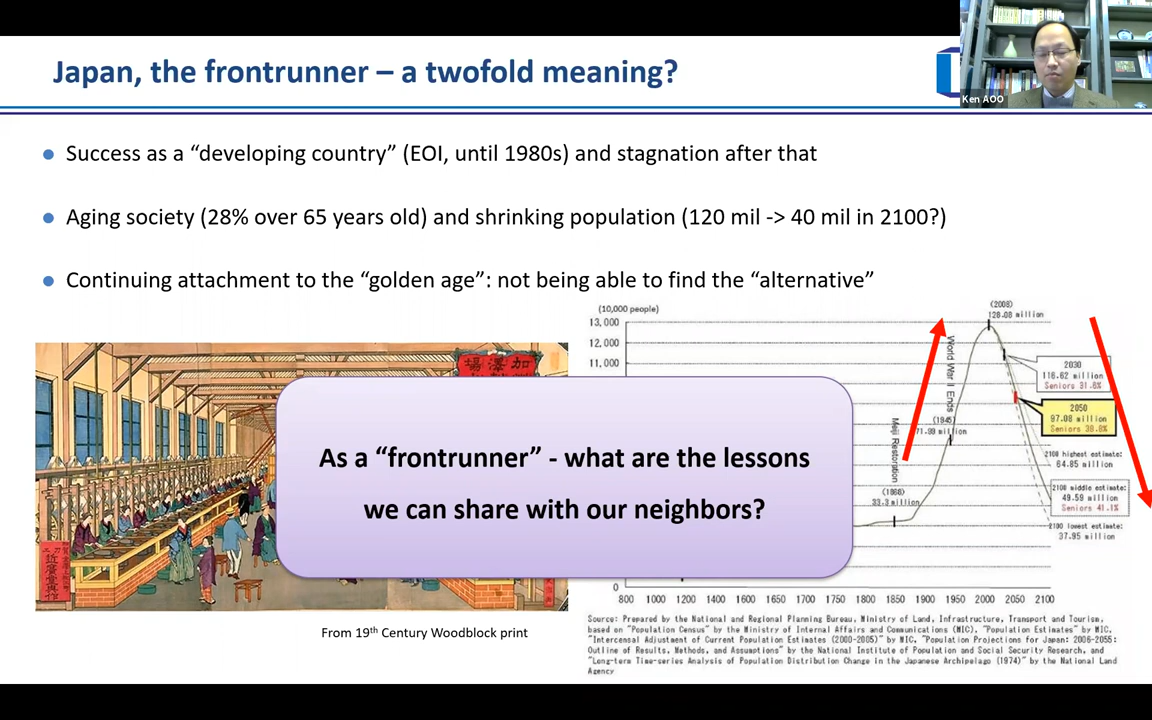 Japan, the frontrunner – a twofold meaning?
Ken AOO
Success as a “developing country” (EOI, until 1980s) and stagnation after that
Aging society (28% over 65 years old) and shrinking population (120 mil -> 40 mil in 2100?)
Continuing attachment to the “golden age”: not being able to find the “alternative”
(10,000 people)
13,000
12,000
11,000
0
(2008)
128.08 million
World War II Ends
(1945)
71.99 million
Meiji Restoration
(1868)
33.3 million
2030
116.62 million
Seniors 31.8%
2050
97.08 million
Seniors 38.8%
2100 highest estimate:
64.85 million
2100 middle estimate:
49.59 million
Seniors 41.1%
2100 lowest estimate:
37.95 million
800 1000 1200 1400 1600 1700 1750 1800 1850 1900 1950 2000 2050 2100
As a “frontrunner” - what are the lessons
we can share with our neighbors?
From 19th Century Woodblock print
Source: Prepared by the National and Regional Planning Bureau, Ministry of Land, Infrastructure, Transport and Tourism,
based on "Population Census" by the Ministry of Internal Affairs and Communications (MIC), "Population Estimates" by MIC,
"Intercensal Adjustment of Current Population Estimates (2000-2005)" by MIC, "Population Projections for Japan: 2006-2055:
Outline of Results, Methods, and Assumptions" by the National Institute of Population and Social Security Research, and
"Long-term Time-series Analysis of Population Distribution Change in the Japanese Archipelago (1974)" by the National Land
Agency